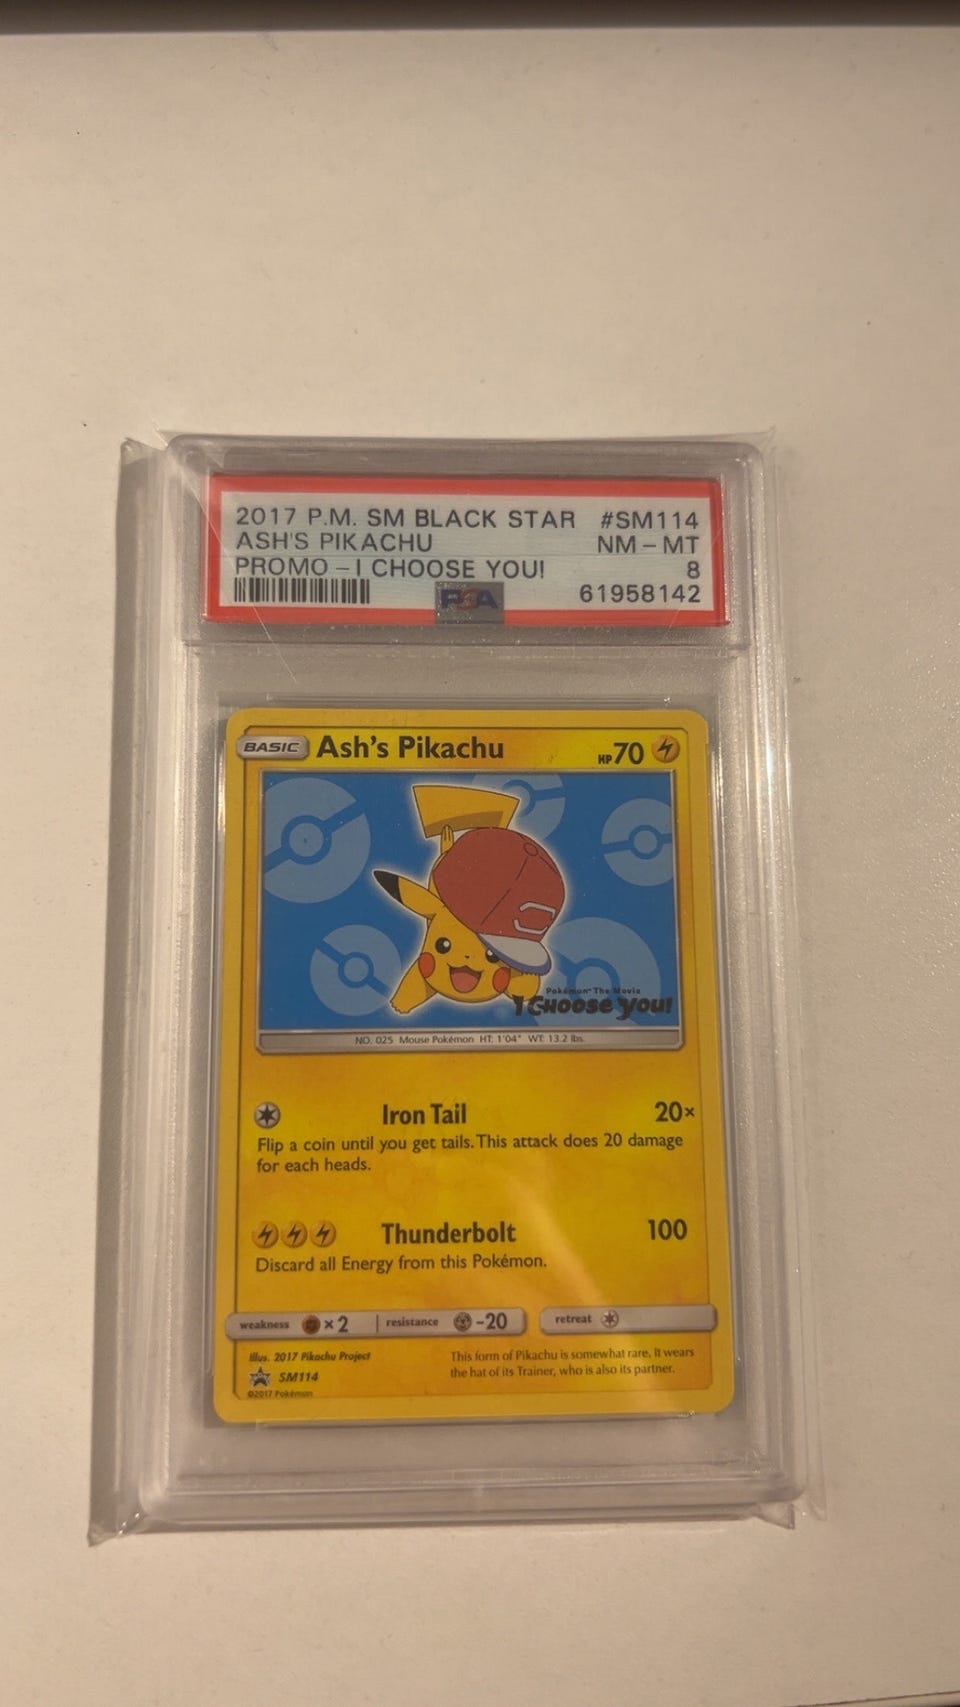 2017 P.M. SM BLACK STAR #SM114
ASH'S PIKACHU NM - MT
PROMO - I CHOOSE YOU! 8
61958142
PSA
BASIC Ash's Pikachu HP70
Pokémon The Movie
I Choose You!
NO. 025 Mouse Pokémon HT: 1'04" WT: 13.2 lbs.
Iron Tail 20×
Flip a coin until you get tails. This attack does 20 damage
for each heads.
Thunderbolt 100
Discard all Energy from this Pokémon.
weakness ×2 resistance -20 retreat
Illus. 2017 Pikachu Project
SM114
©2017 Pokémon
This form of Pikachu is somewhat rare. It wears
the hat of its Trainer, who is also its partner.